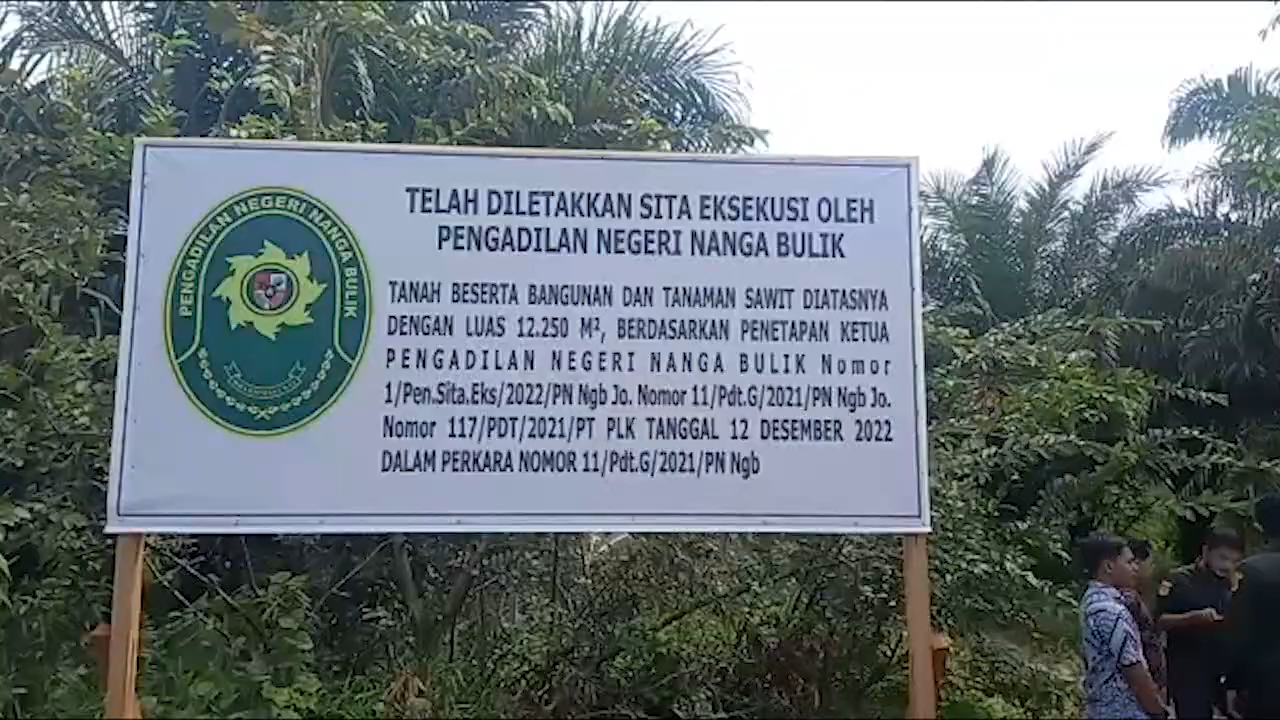 PENGADILAN NEGERI NANGA BULIK
TELAH DILETAKKAN SITA EKSEKUSI OLEH
PENGADILAN NEGERI NANGA BULIK
TANAH BESERTA BANGUNAN DAN TANAMAN SAWIT DIATASNYA
DENGAN LUAS 12.250 M², BERDASARKAN PENETAPAN KETUA
PENGADILAN NEGERI NANGA BULIK Nomor
1/Pen.Sita.Eks/2022/PN Ngb Jo. Nomor 11/Pdt.G/2021/PN Ngb Jo.
Nomor 117/PDT/2021/PT PLK TANGGAL 12 DESEMBER 2022
DALAM PERKARA NOMOR 11/Pdt.G/2021/PN Ngb